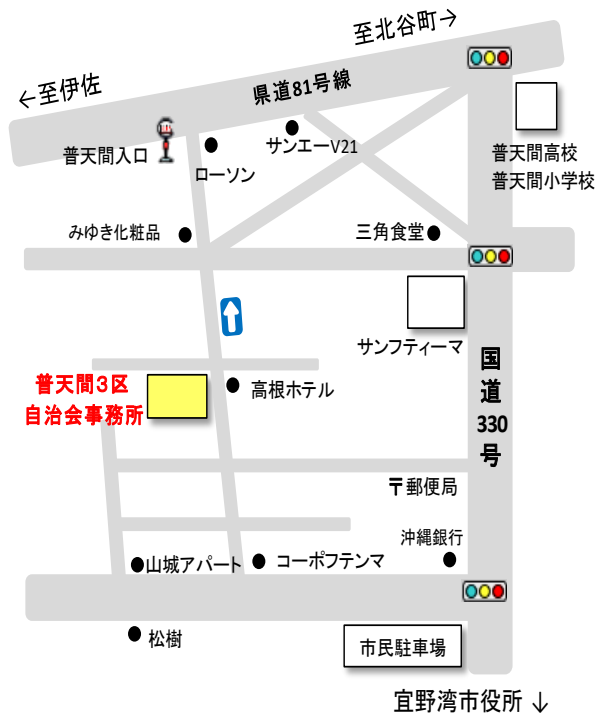 至北谷町→
←至伊佐
県道81号線
普天間入口
ローソン
サンエーV21
普天間高校
普天間小学校
みゆき化粧品
三角食堂
サンフティーマ
国道330号
普天間3区
自治会事務所
高根ホテル
〒郵便局
沖縄銀行
山城アパート
コーポフテンマ
松樹
市民駐車場
宜野湾市役所 ↓